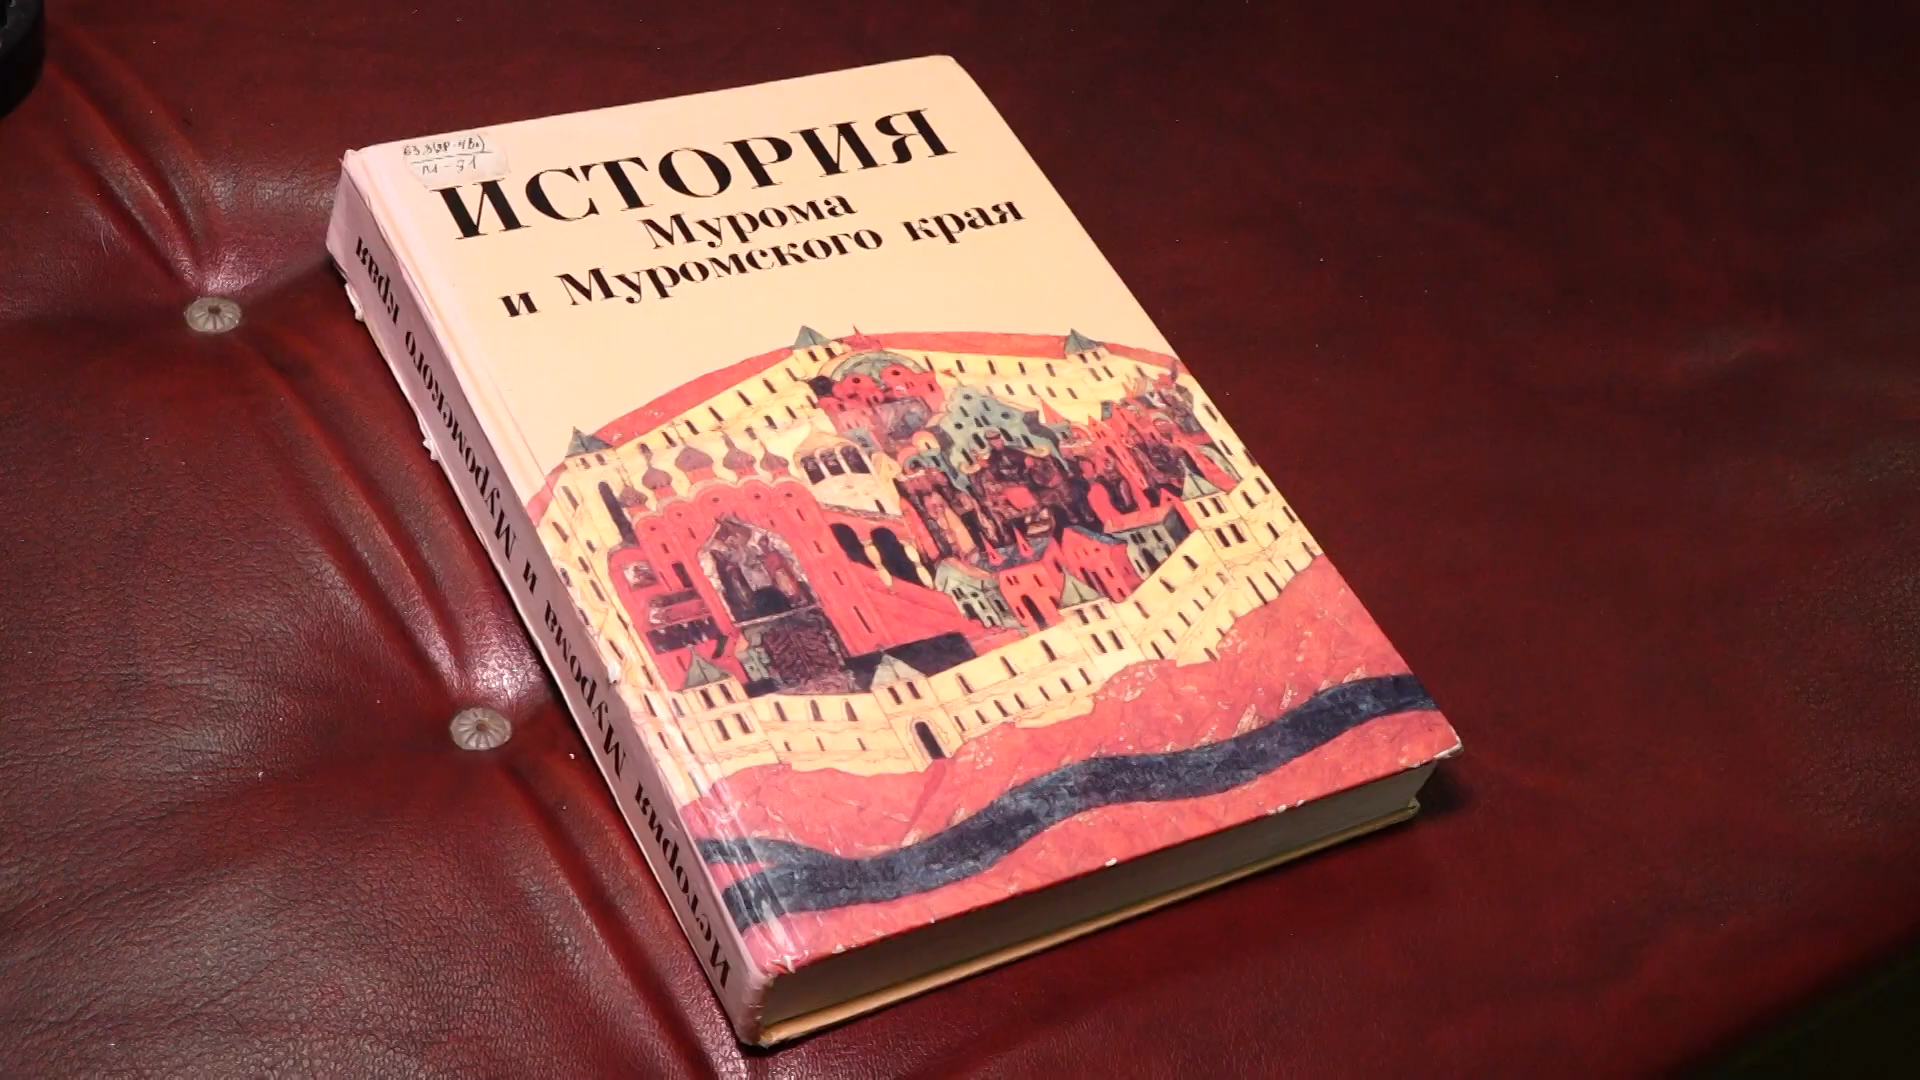 ИСТОРИЯ
Мурома
и Муромского края
История Мурома и Муромского края